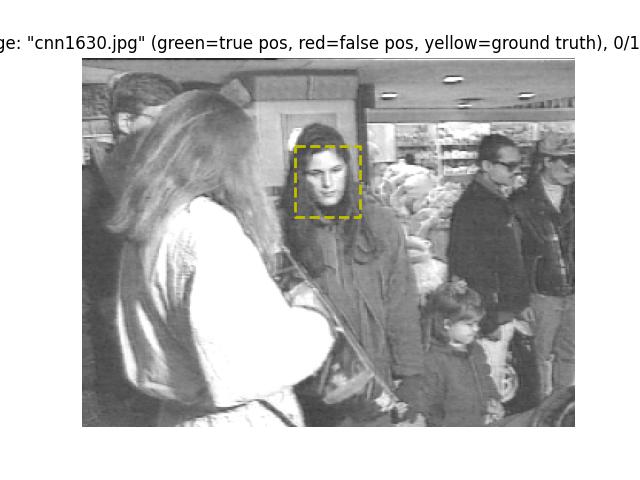 ge: "cnn1630.jpg" (green=true pos, red=false pos, yellow=ground truth), 0/1